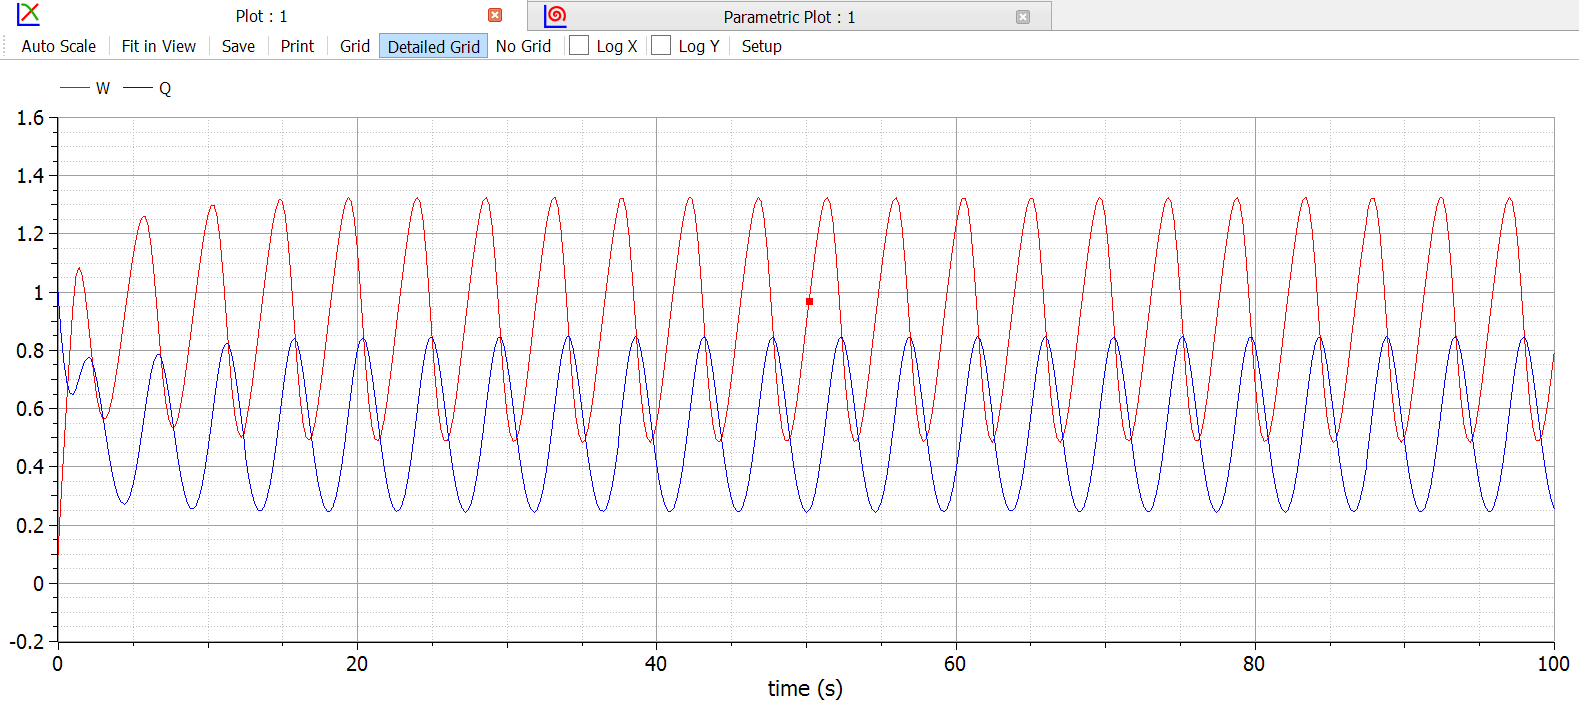 Plot : 1 Parametric Plot : 1
Auto Scale Fit in View Save Print Grid Detailed Grid No Grid Log X Log Y Setup
W Q
1.6
1.4
1.2
1
0.8
0.6
0.4
0.2
0
-0.2
0 20 40 60 80 100
time (s)